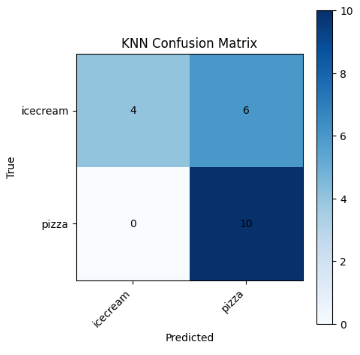 KNN Confusion Matrix
10
8
6
4
2
0
icecream
4
6
pizza
0
10
True
icecream
pizza
Predicted